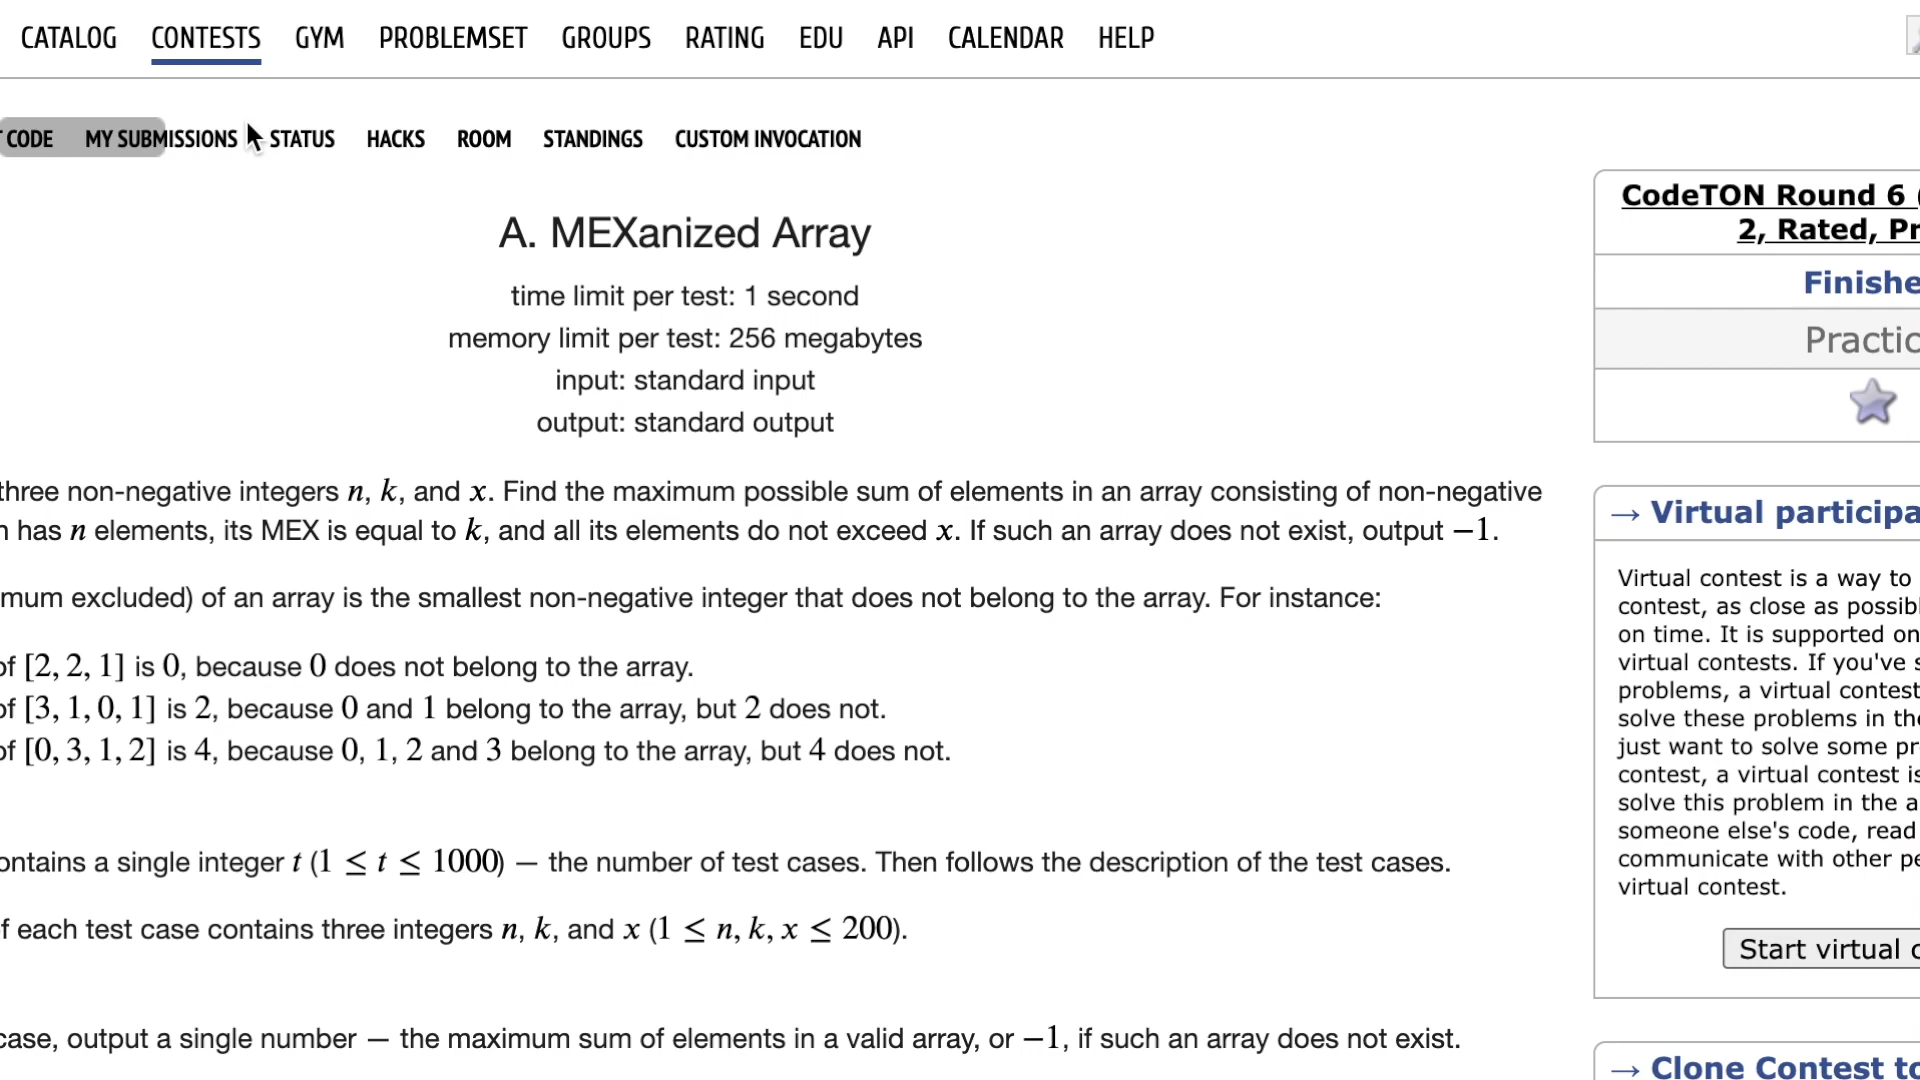 CATALOG CONTESTS GYM PROBLEMSET GROUPS RATING EDU API CALENDAR HELP
CODE MY SUBMISSIONS STATUS HACKS ROOM STANDINGS CUSTOM INVOCATION
A. MEXanized Array
time limit per test: 1 second
memory limit per test: 256 megabytes
input: standard input
output: standard output
three non-negative integers n, k, and x. Find the maximum possible sum of elements in an array consisting of non-negative
has n elements, its MEX is equal to k, and all its elements do not exceed x. If such an array does not exist, output −1.
mum excluded) of an array is the smallest non-negative integer that does not belong to the array. For instance:
of [2, 2, 1] is 0, because 0 does not belong to the array.
of [3, 1, 0, 1] is 2, because 0 and 1 belong to the array, but 2 does not.
of [0, 3, 1, 2] is 4, because 0, 1, 2 and 3 belong to the array, but 4 does not.
ontains a single integer t (1 ≤ t ≤ 1000) — the number of test cases. Then follows the description of the test cases.
f each test case contains three integers n, k, and x (1 ≤ n, k, x ≤ 200).
case, output a single number — the maximum sum of elements in a valid array, or −1, if such an array does not exist.
CodeTON Round 6 (
2, Rated, Pr
Finishe
Practic
→ Virtual participa
Virtual contest is a way to
contest, as close as possib
on time. It is supported on
virtual contests. If you've s
problems, a virtual contest
solve these problems in the
just want to solve some pr
contest, a virtual contest is
solve this problem in the a
someone else's code, read
communicate with other pe
virtual contest.
Start virtual c
→ Clone Contest to